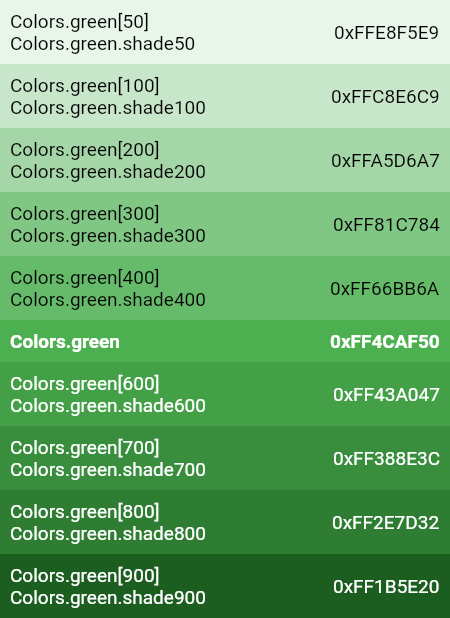 Colors.green[50]
Colors.green.shade50
0xFFE8F5E9
Colors.green[100]
Colors.green.shade100
0xFFC8E6C9
Colors.green[200]
Colors.green.shade200
0xFFA5D6A7
Colors.green[300]
Colors.green.shade300
0xFF81C784
Colors.green[400]
Colors.green.shade400
0xFF66BB6A
Colors.green
0xFF4CAF50
Colors.green[600]
Colors.green.shade600
0xFF43A047
Colors.green[700]
Colors.green.shade700
0xFF388E3C
Colors.green[800]
Colors.green.shade800
0xFF2E7D32
Colors.green[900]
Colors.green.shade900
0xFF1B5E20